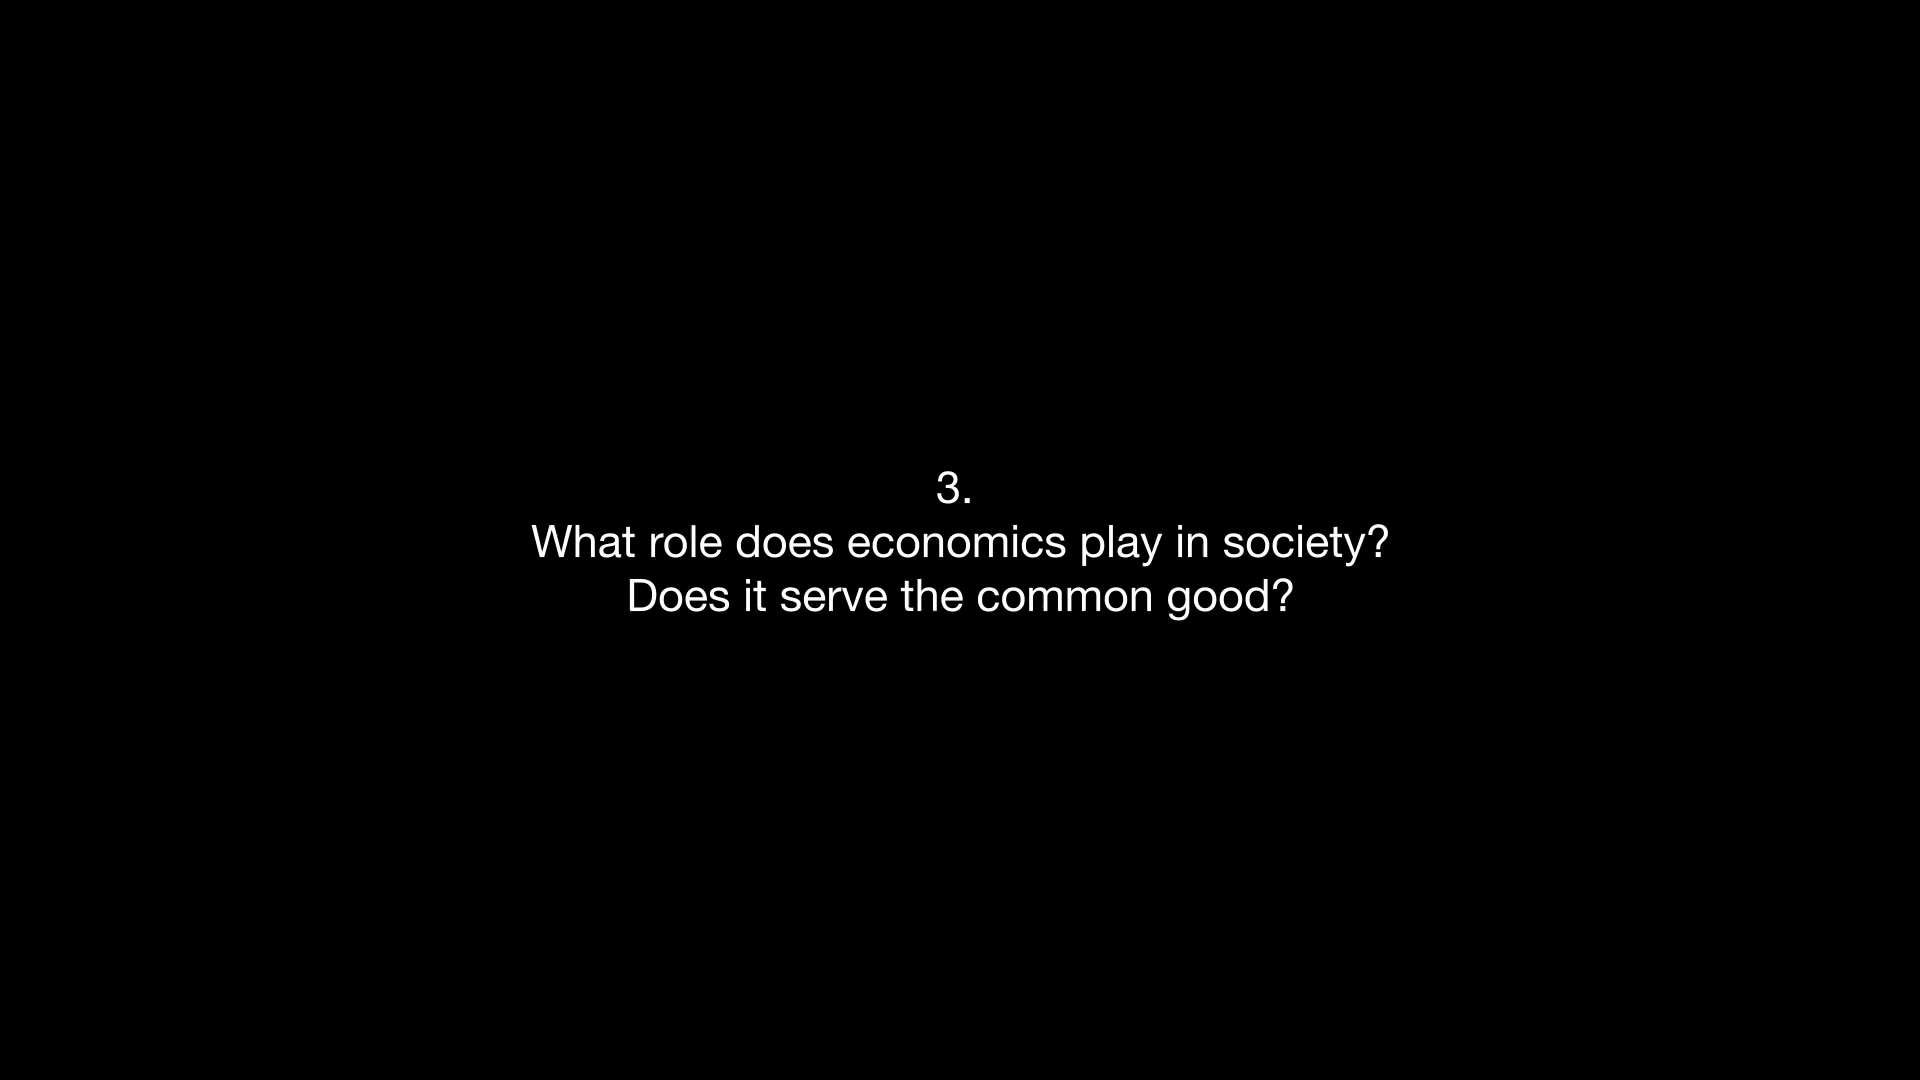 3.
What role does economics play in society?
Does it serve the common good?